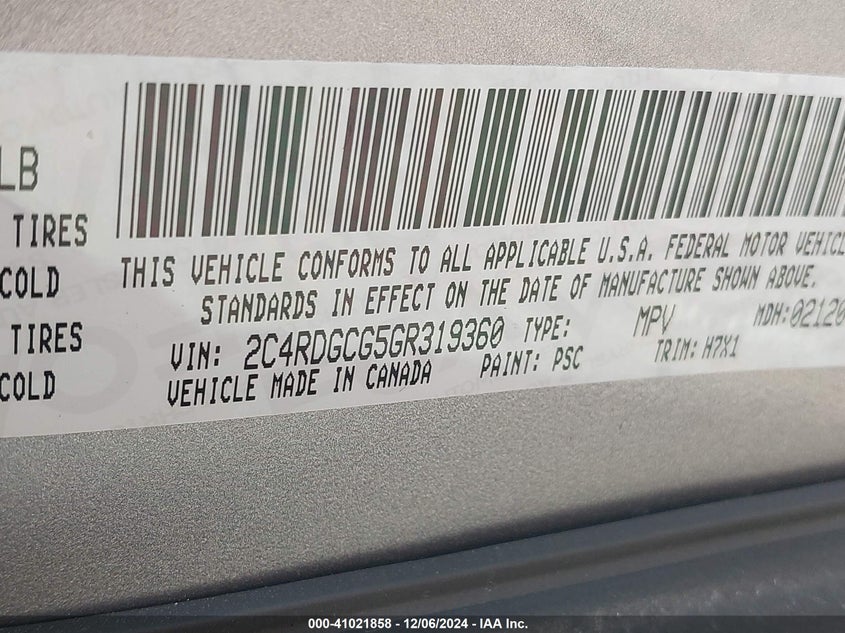 LB
TIRES
COLD
TIRES
COLD
THIS VEHICLE CONFORMS TO ALL APPLICABLE U.S.A. FEDERAL MOTOR VEHICL
STANDARDS IN EFFECT ON THE DATE OF MANUFACTURE SHOWN ABOVE.
VIN: 2C4RDGCG5GR319360 TYPE: MPV MDH:02120
VEHICLE MADE IN CANADA PAINT: PSC TRIM: H7X1
000-41021858 - 12/06/2024 - IAA Inc.